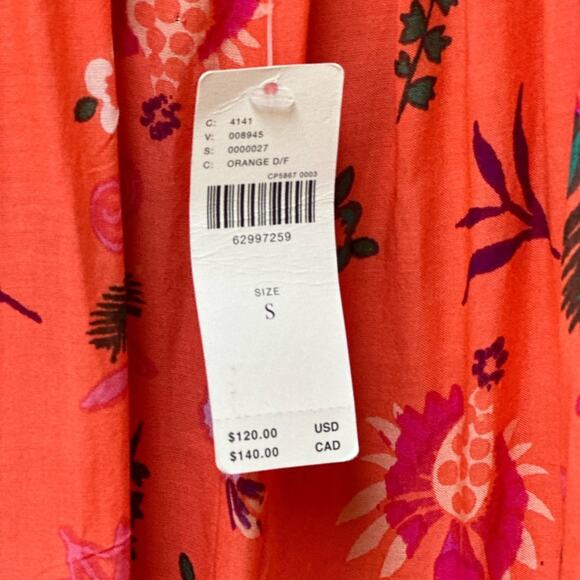 C: 4141
V: 008945
S: 0000027
C: ORANGE D/F
CP5867 0003
62997259
SIZE
S
$120.00 USD
$140.00 CAD